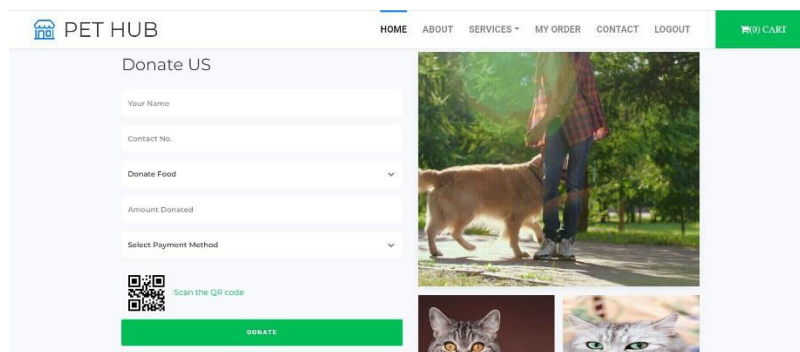 PET HUB
HOME ABOUT SERVICES MY ORDER CONTACT LOGOUT (0) CART
Donate US
Your Name
Contact No.
Donate Food
Amount Donated
Select Payment Method
Scan the QR code
DONATE